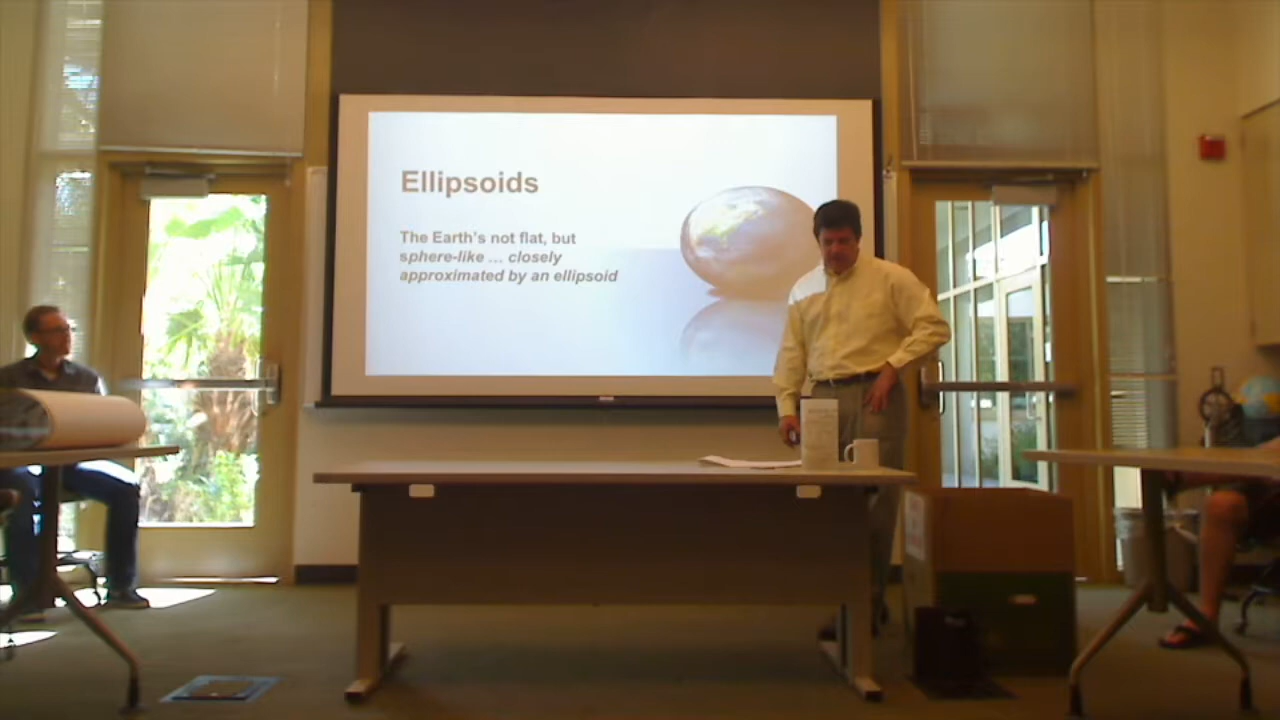 Ellipsoids
The Earth's not flat, but
sphere-like ... closely
approximated by an ellipsoid